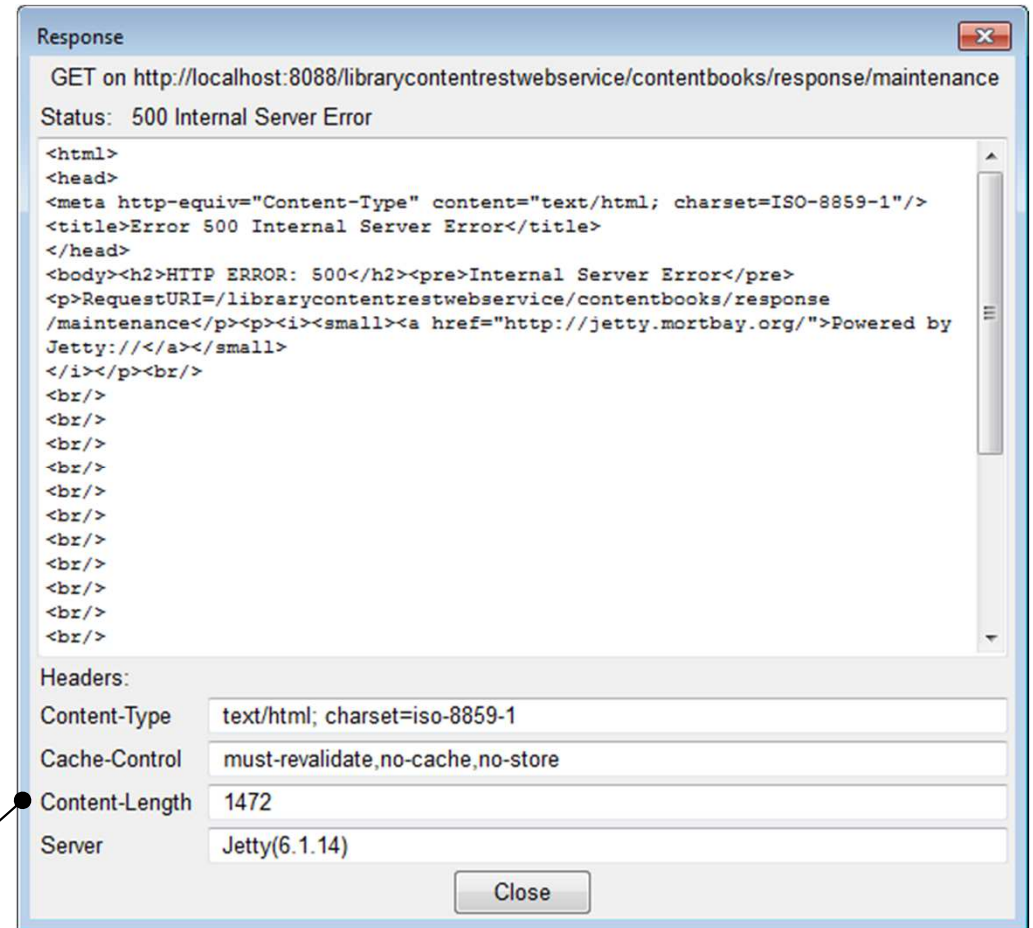 Response
GET on http://localhost:8088/librarycontentrestwebservice/contentbooks/response/maintenance
Status: 500 Internal Server Error
<html>
<head>
<meta http-equiv="Content-Type" content="text/html; charset=ISO-8859-1"/>
<title>Error 500 Internal Server Error</title>
</head>
<body><h2>HTTP ERROR: 500</h2><pre>Internal Server Error</pre>
<p>RequestURI=/librarycontentrestwebservice/contentbooks/response
/maintenance</p><p><i><small><a href="http://jetty.mortbay.org/">Powered by
Jetty://</a></small>
</i></p><br/>
<br/>
<br/>
<br/>
<br/>
<br/>
<br/>
<br/>
<br/>
<br/>
<br/>
<br/>
Headers:
Content-Type text/html; charset=iso-8859-1
Cache-Control must-revalidate,no-cache,no-store
Content-Length 1472
Server Jetty(6.1.14)
Close